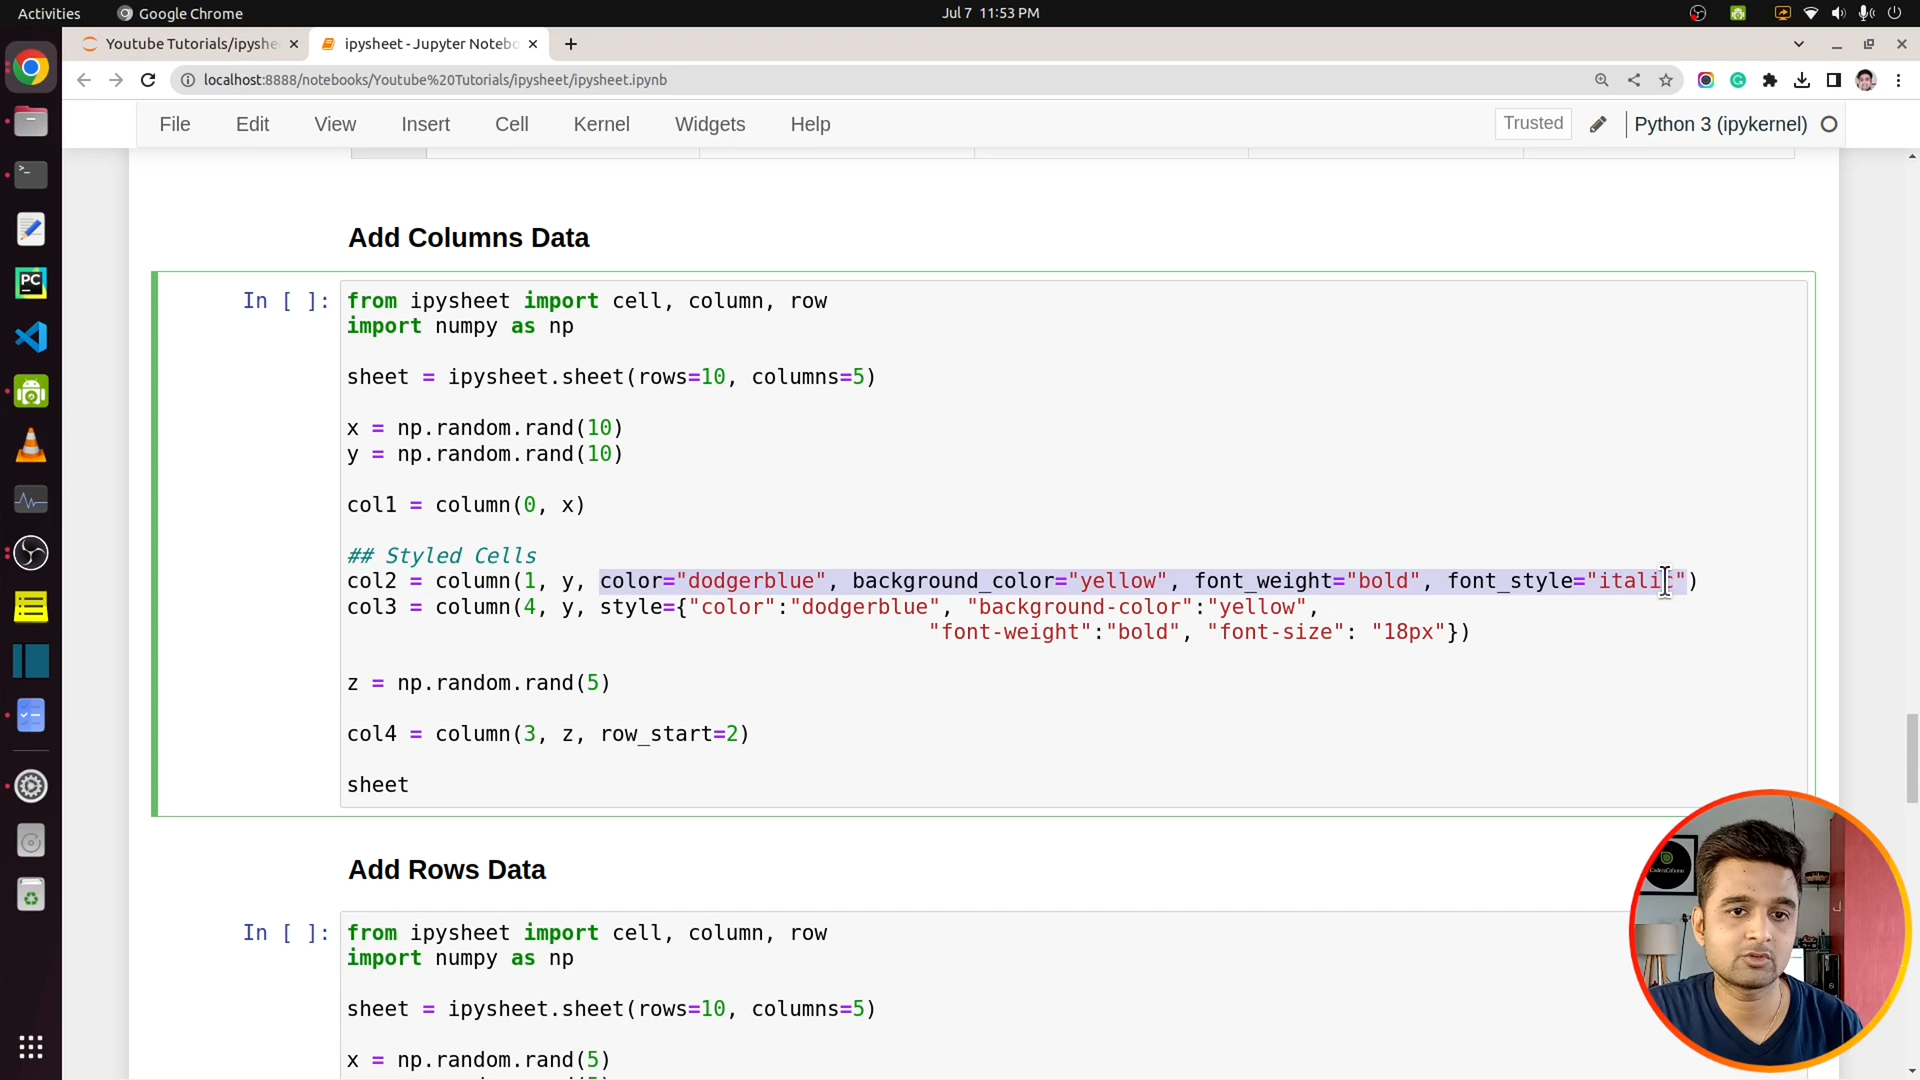 Activities Google Chrome Jul 7 11:53 PM
Youtube Tutorials/ipyshe ipysheet - Jupyter Notebo
localhost:8888/notebooks/Youtube%20Tutorials/ipysheet/ipysheet.ipynb
File Edit View Insert Cell Kernel Widgets Help Trusted Python 3 (ipykernel)
Add Columns Data
In [ ]: from ipysheet import cell, column, row
import numpy as np
sheet = ipysheet.sheet(rows=10, columns=5)
x = np.random.rand(10)
y = np.random.rand(10)
col1 = column(0, x)
## Styled Cells
col2 = column(1, y, color="dodgerblue", background_color="yellow", font_weight="bold", font_style="italic")
col3 = column(4, y, style={"color":"dodgerblue", "background-color":"yellow",
"font-weight":"bold", "font-size": "18px"})
z = np.random.rand(5)
col4 = column(3, z, row_start=2)
sheet
Add Rows Data
In [ ]: from ipysheet import cell, column, row
import numpy as np
sheet = ipysheet.sheet(rows=10, columns=5)
x = np.random.rand(5)